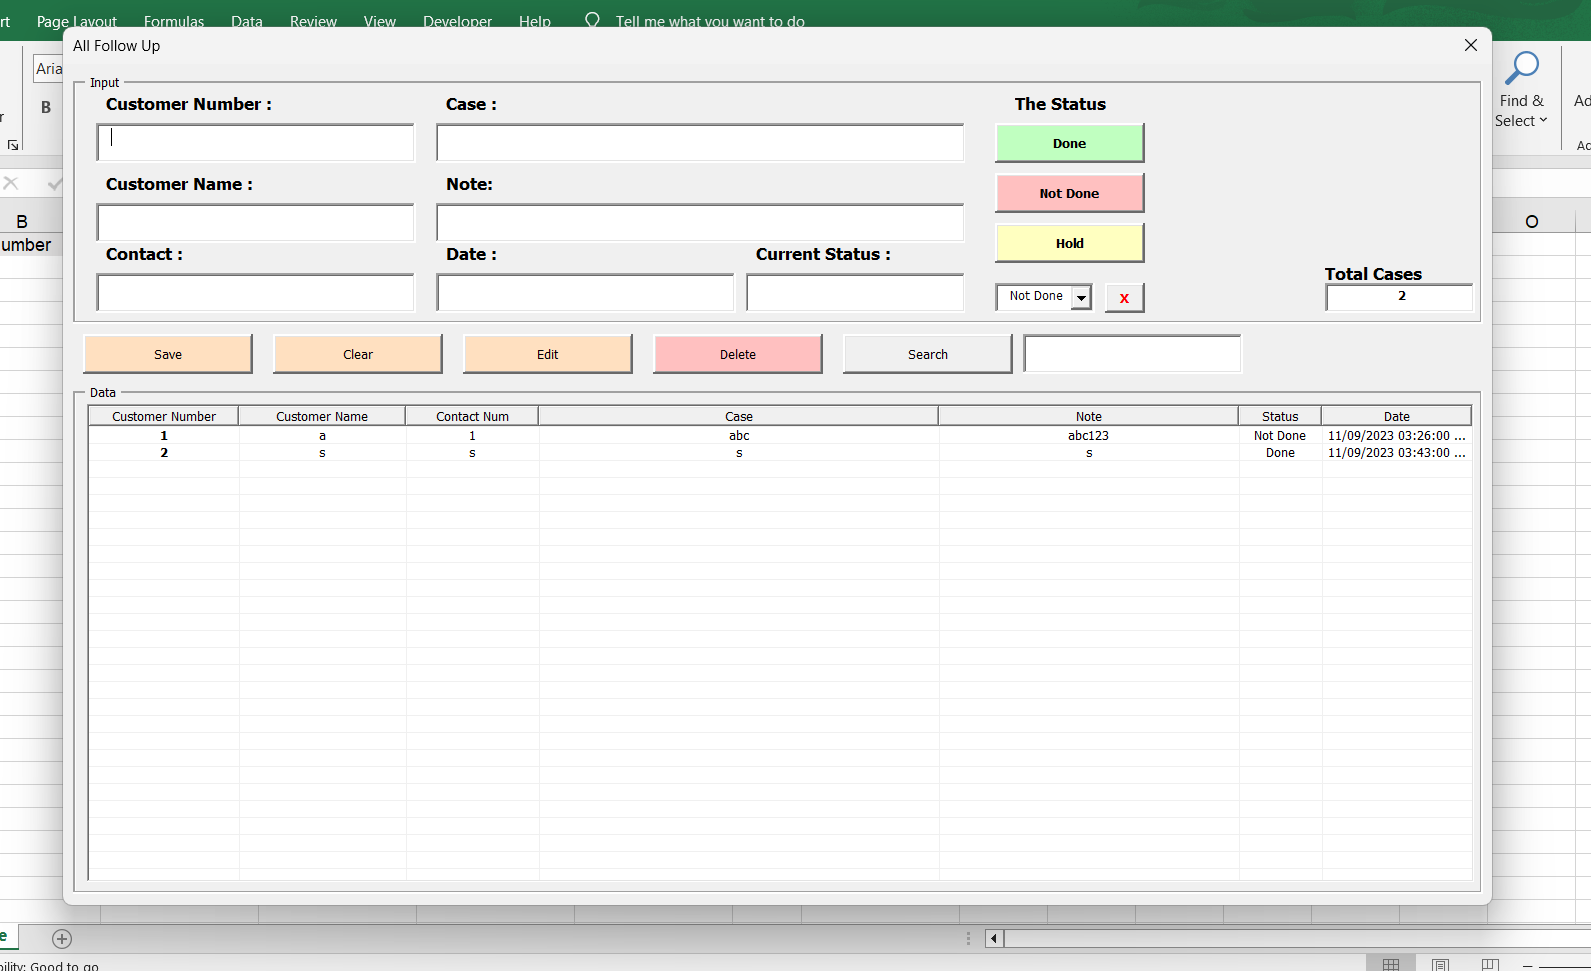 rt Page Layout Formulas Data Review View Developer Help Tell me what you want to do
All Follow Up
Aria
B
r
Find &
Select
Ad
Ad
B
umber
O
Input
Customer Number :
Case :
The Status
Done
Customer Name :
Note:
Not Done
Hold
Contact :
Date :
Current Status :
Not Done
x
Total Cases
2
Save Clear Edit Delete Search
Data
Customer Number Customer Name Contact Num Case Note Status Date
1 a 1 abc abc123 Not Done 11/09/2023 03:26:00 ...
2 s s s s Done 11/09/2023 03:43:00 ...
e
bility: Good to go